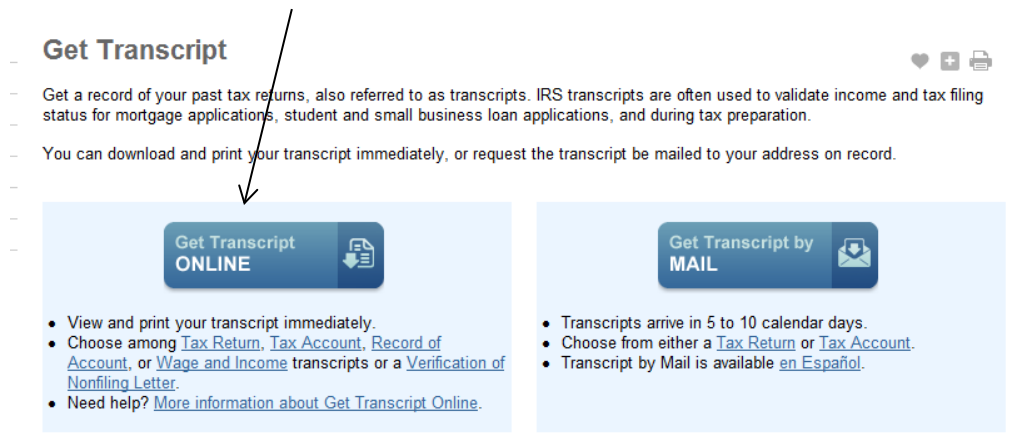 Get Transcript
Get a record of your past tax returns, also referred to as transcripts. IRS transcripts are often used to validate income and tax filing
status for mortgage applications, student and small business loan applications, and during tax preparation.
You can download and print your transcript immediately, or request the transcript be mailed to your address on record.
Get Transcript
ONLINE
• View and print your transcript immediately.
• Choose among Tax Return, Tax Account, Record of
Account, or Wage and Income transcripts or a Verification of
Nonfiling Letter.
• Need help? More information about Get Transcript Online.
Get Transcript by
MAIL
• Transcripts arrive in 5 to 10 calendar days.
• Choose from either a Tax Return or Tax Account.
• Transcript by Mail is available en Español.